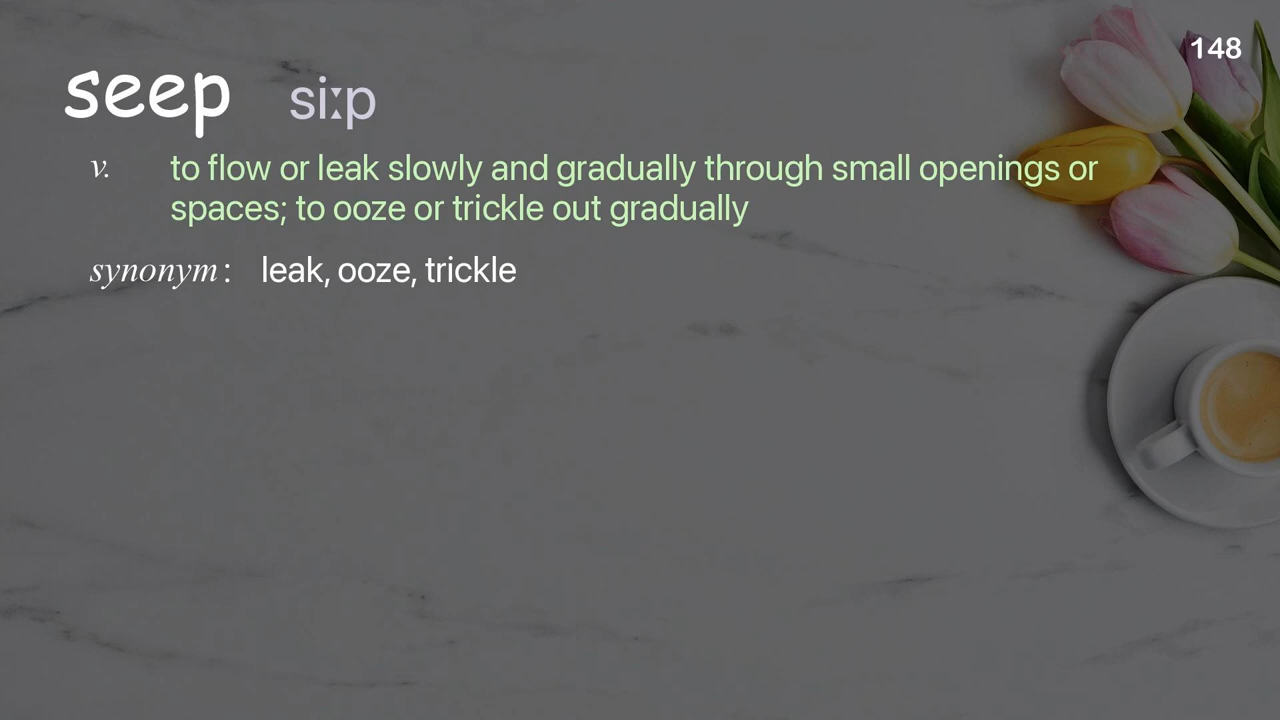 148
seep siːp
v. to flow or leak slowly and gradually through small openings or
spaces; to ooze or trickle out gradually
synonym : leak, ooze, trickle